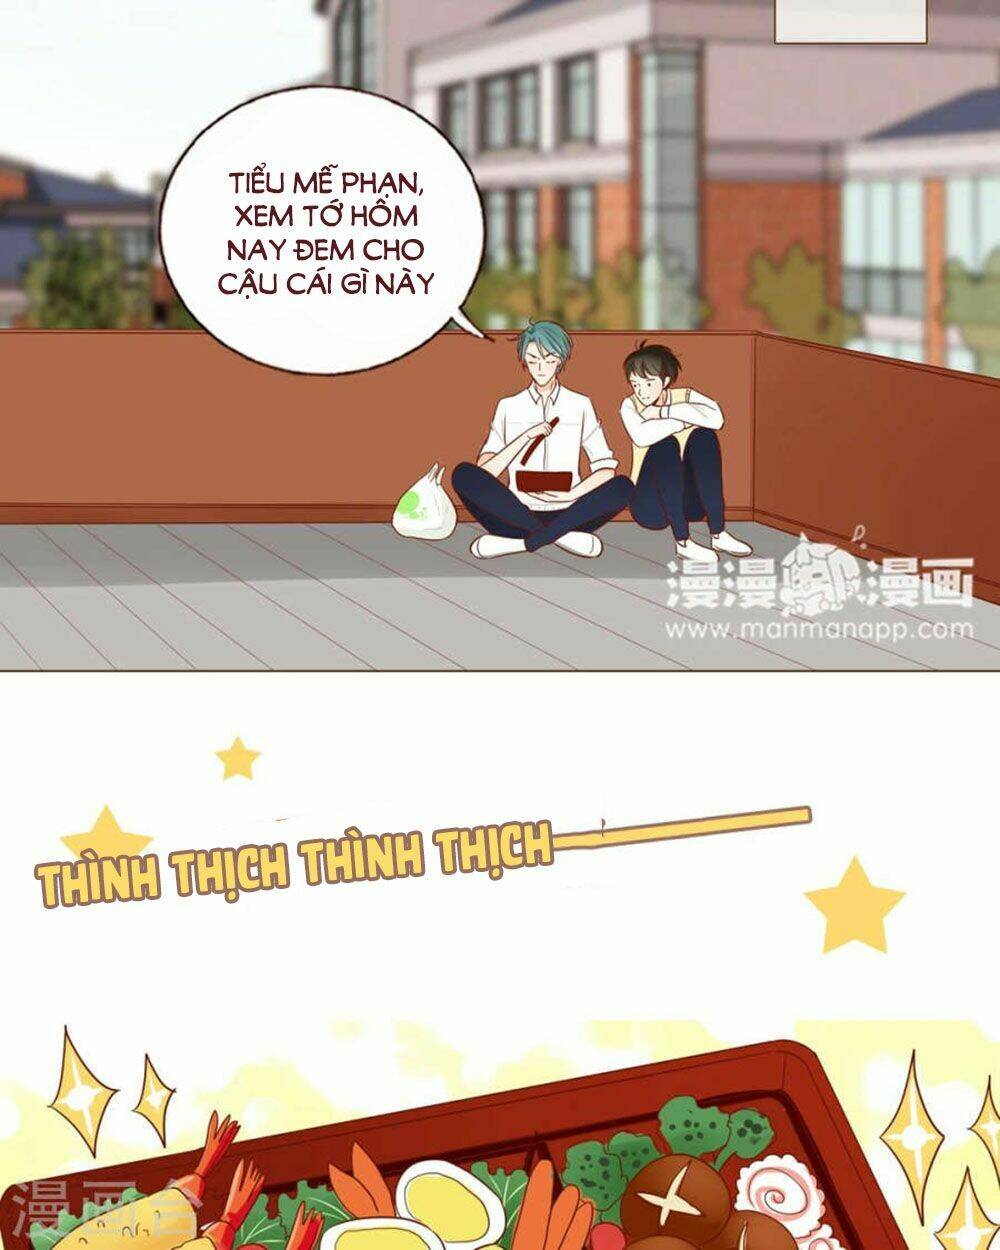 TIỂU MỄ PHẠN,
XEM TỚ HÔM
NAY ĐEM CHO
CẬU CÁI GÌ NÀY
漫漫漫画
www.manmanapp.com
THÌNH THỊCH THÌNH THỊCH
漫画台